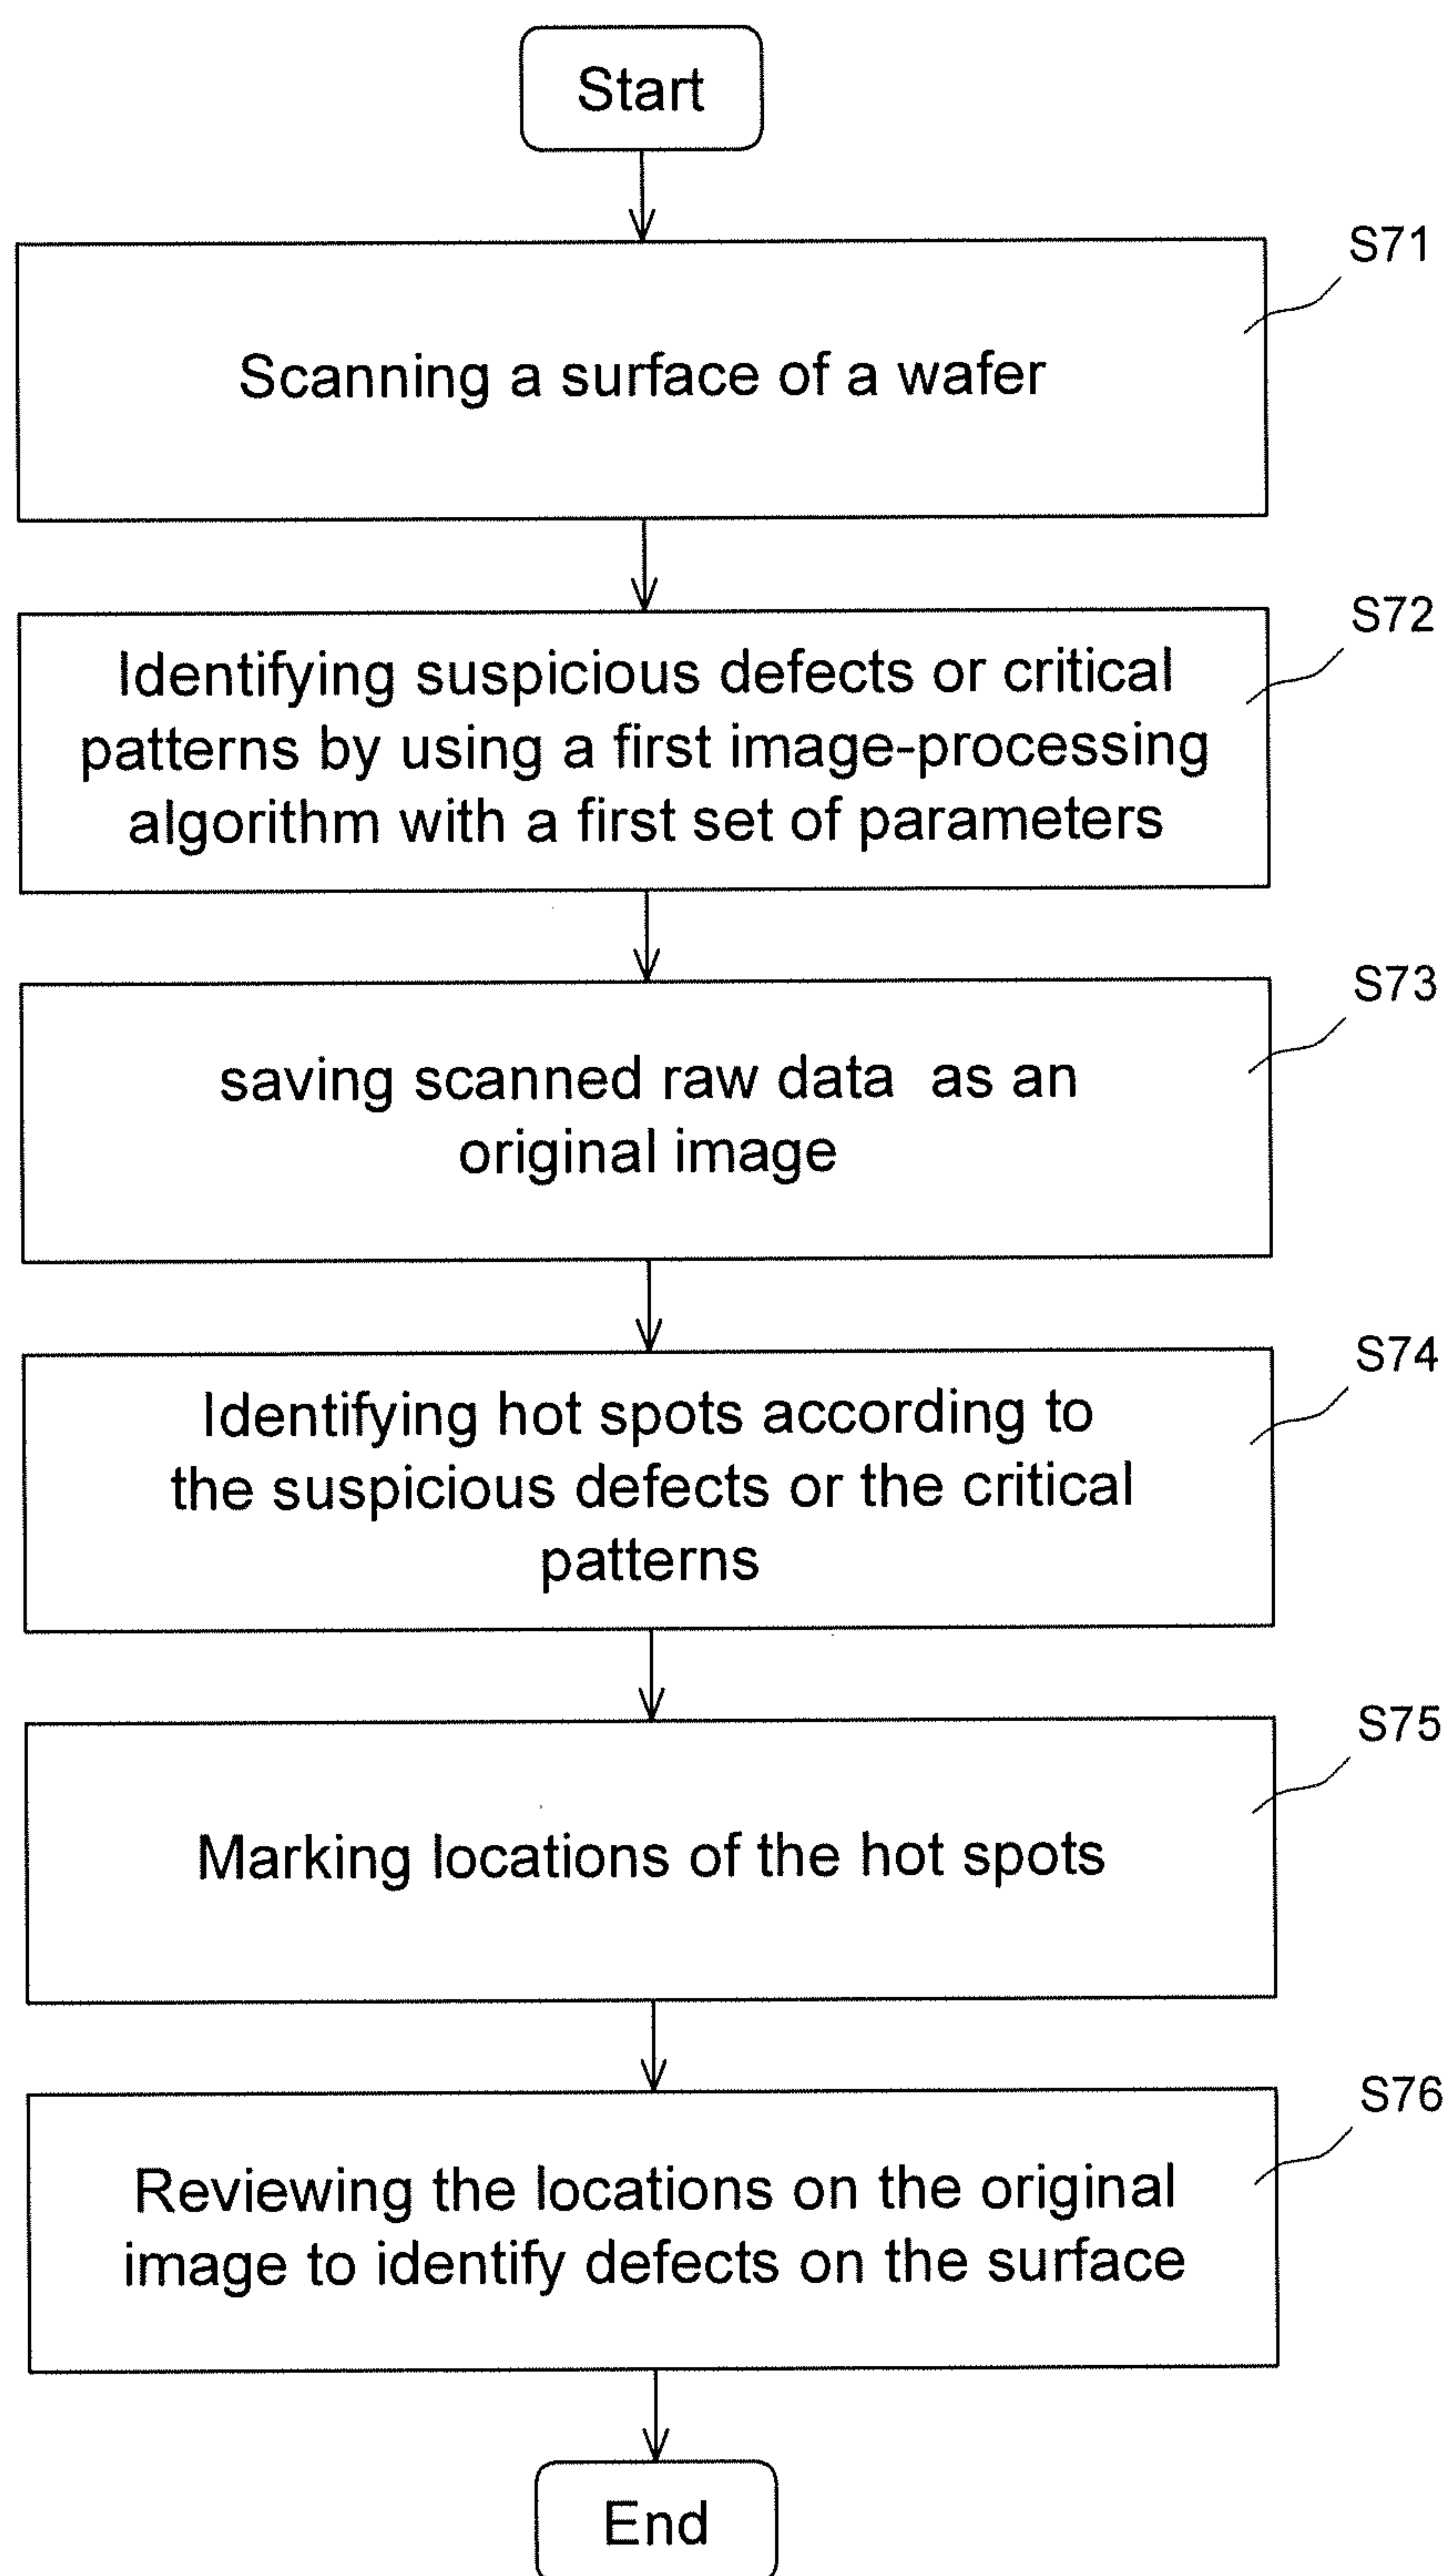 Start
S71
Scanning a surface of a wafer
S72
Identifying suspicious defects or critical
patterns by using a first image-processing
algorithm with a first set of parameters
S73
saving scanned raw data as an
original image
S74
Identifying hot spots according to
the suspicious defects or the critical
patterns
S75
Marking locations of the hot spots
S76
Reviewing the locations on the original
image to identify defects on the surface
End